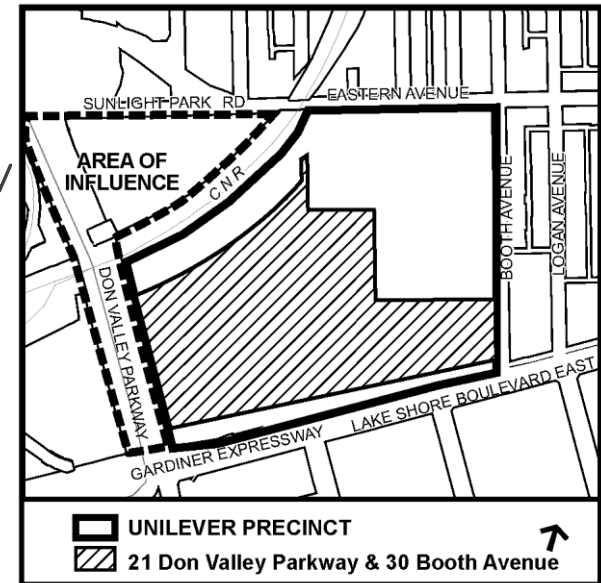 SUNLIGHT PARK RD
EASTERN AVENUE
AREA OF
INFLUENCE
CNR
BOOTH AVENUE
LOGAN AVENUE
DON VALLEY PARKWAY
LAKE SHORE BOULEVARD EAST
GARDINER EXPRESSWAY
UNILEVER PRECINCT
21 Don Valley Parkway & 30 Booth Avenue